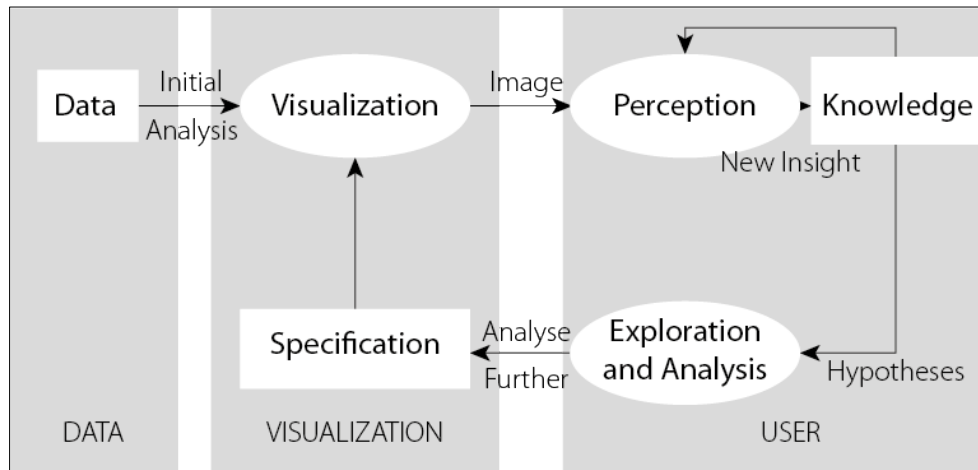 Data
Initial
Analysis
Visualization
Image
Perception
Knowledge
New Insight
Specification
Analyse
Further
Exploration
and Analysis
Hypotheses
DATA
VISUALIZATION
USER